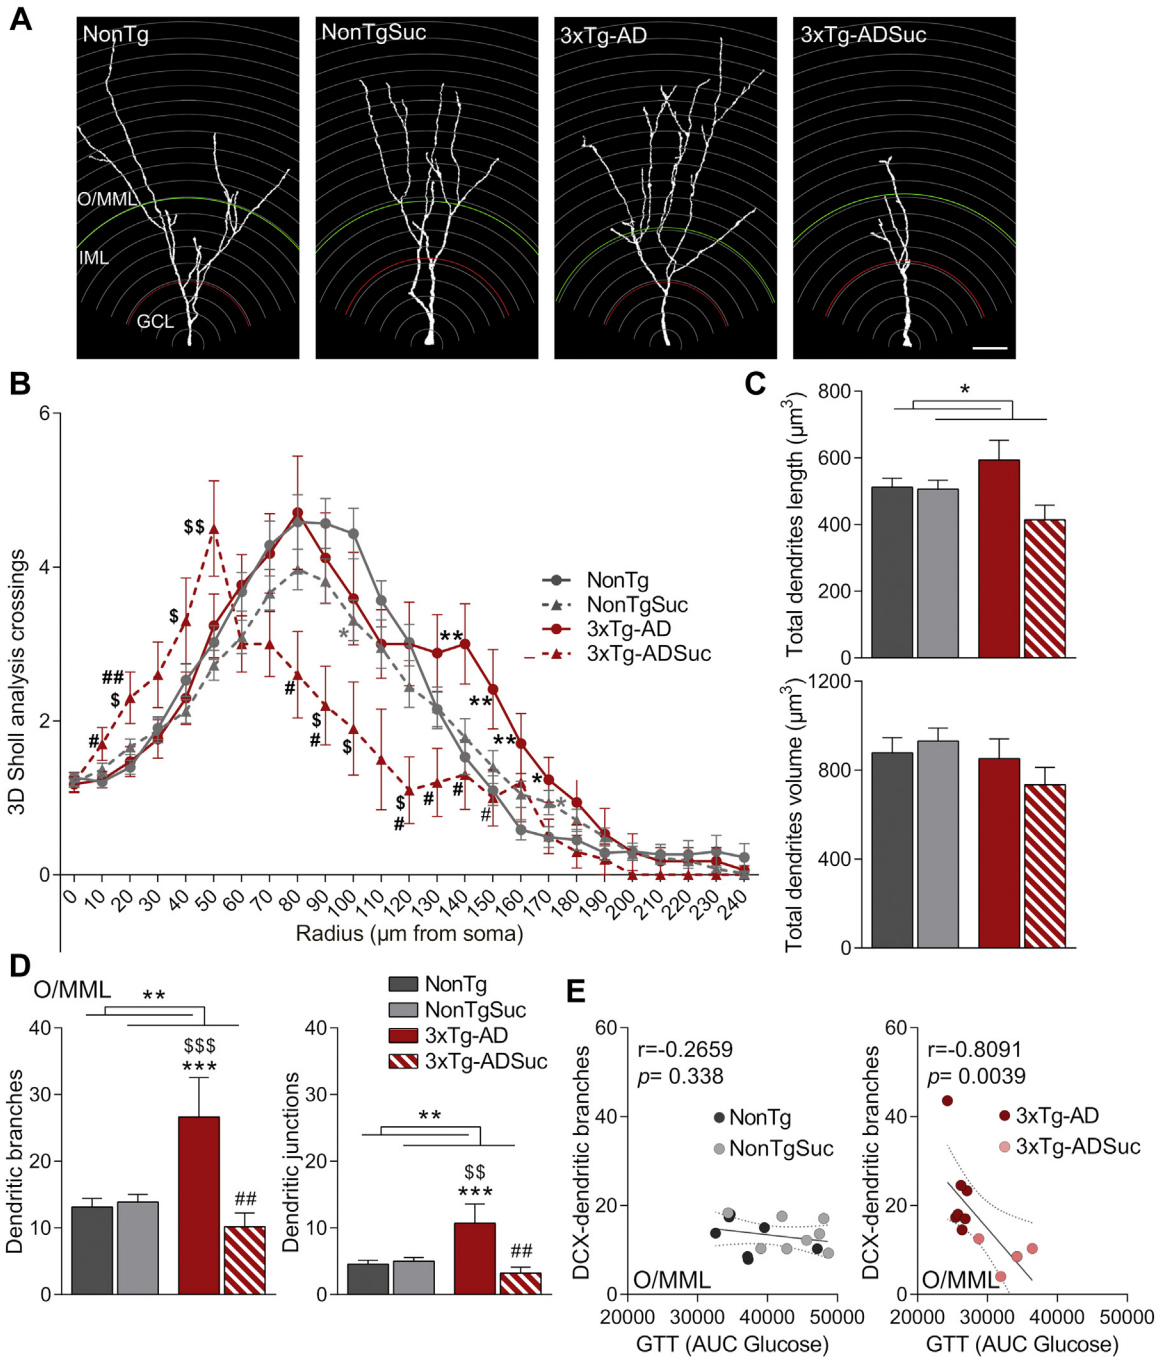 A
NonTg
NonTgSuc
3xTg-AD
3xTg-ADSuc
O/MML
IML
GCL
B
3D Sholl analysis crossings
6
4
2
0
$$
$
##
$
#
*
#
$
#
$
$
#
#
#
#
**
**
**
*
*
NonTg
NonTgSuc
3xTg-AD
3xTg-ADSuc
0 10 20 30 40 50 60 70 80 90 100 110 120 130 140 150 160 170 180 190 200 210 220 230 240
Radius (µm from soma)
C
Total dendrites length (µm³)
800
600
400
200
0
*
Total dendrites volume (µm³)
1200
800
400
0
D
O/MML
Dendritic branches
40
30
20
10
0
**
$$$
***
##
NonTg
NonTgSuc
3xTg-AD
3xTg-ADSuc
Dendritic junctions
40
30
20
10
0
**
$$
***
##
E
DCX-dendritic branches
60
40
20
0
r=-0.2659
p= 0.338
NonTg
NonTgSuc
O/MML
20000 30000 40000 50000
GTT (AUC Glucose)
DCX-dendritic branches
60
40
20
0
r=-0.8091
p= 0.0039
3xTg-AD
3xTg-ADSuc
O/MML
20000 30000 40000 50000
GTT (AUC Glucose)